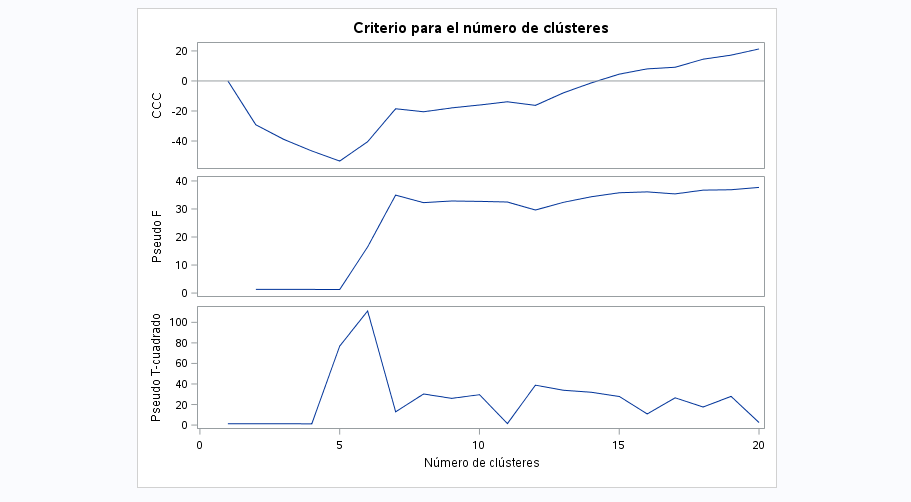 Criterio para el número de clústeres
20
0
-20
-40
CCC
40
30
20
10
0
Pseudo F
100
80
60
40
20
0
Pseudo T-cuadrado
0 5 10 15 20
Número de clústeres